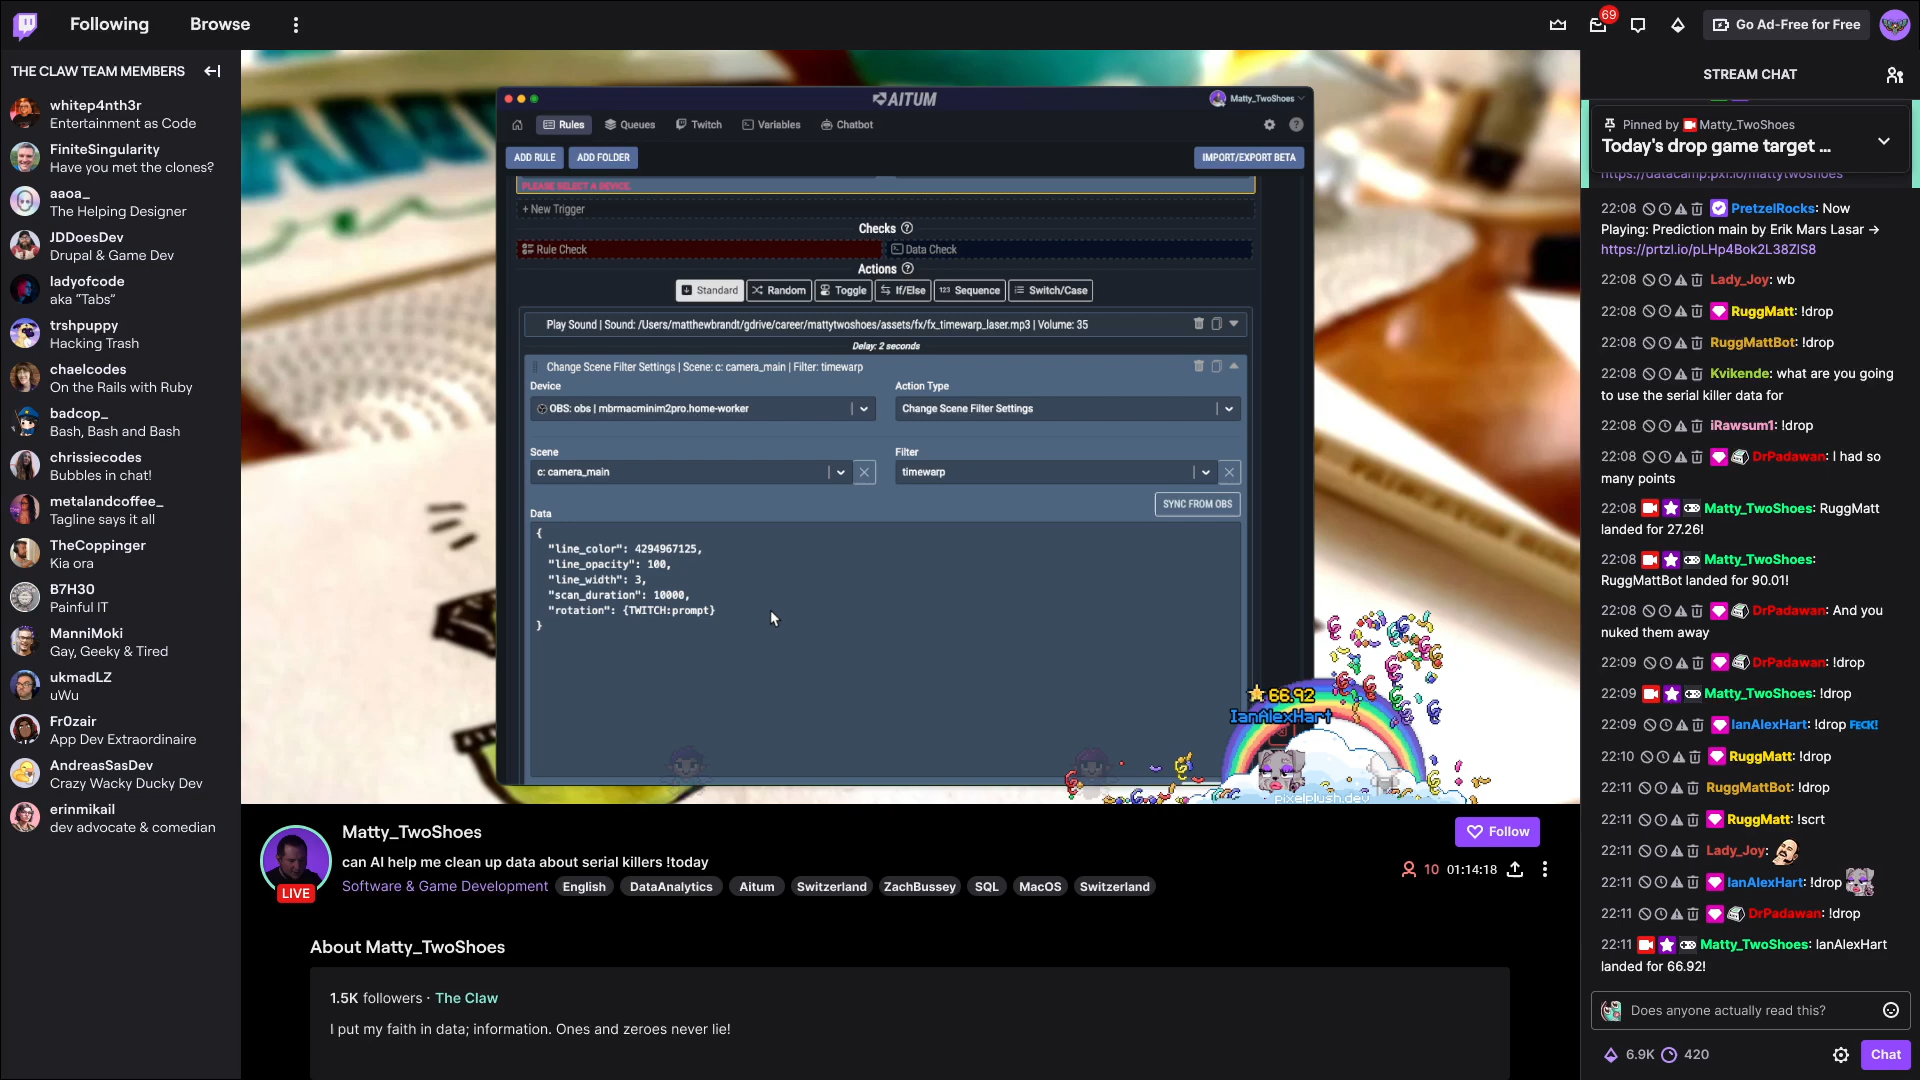 Following
Browse
69
Go Ad-Free for Free
THE CLAW TEAM MEMBERS
whitep4nth3r
Entertainment as Code
FiniteSingularity
Have you met the clones?
aaoa_
The Helping Designer
JDDoesDev
Drupal & Game Dev
ladyofcode
aka “Tabs”
trshpuppy
Hacking Trash
chaelcodes
On the Rails with Ruby
badcop_
Bash, Bash and Bash
chrissiecodes
Bubbles in chat!
metalandcoffee_
Tagline says it all
TheCoppinger
Kia ora
B7H30
Painful IT
ManniMoki
Gay, Geeky & Tired
ukmadLZ
uWu
Fr0zair
App Dev Extraordinaire
AndreasSasDev
Crazy Wacky Ducky Dev
erinmikail
dev advocate & comedian
AITUM
Matty_TwoShoes
Rules
Queues
Twitch
Variables
Chatbot
ADD RULE
ADD FOLDER
IMPORT/EXPORT BETA
PLEASE SELECT A DEVICE.
+ New Trigger
Checks
Rule Check
Data Check
Actions
Standard
Random
Toggle
If/Else
123 Sequence
Switch/Case
Play Sound | Sound: /Users/matthewbrandt/gdrive/career/mattytwoshoes/assets/fx/fx_timewarp_laser.mp3 | Volume: 35
Delay: 2 seconds
Change Scene Filter Settings | Scene: c: camera_main | Filter: timewarp
Device
Action Type
OBS: obs | mbrmacminim2pro.home-worker
Change Scene Filter Settings
Scene
Filter
c: camera_main
timewarp
SYNC FROM OBS
Data
{
"line_color": 4294967125,
"line_opacity": 100,
"line_width": 3,
"scan_duration": 10000,
"rotation": {TWITCH:prompt}
}
66.92
IanAlexHart
pixelplush.dev
LIVE
Matty_TwoShoes
can AI help me clean up data about serial killers !today
Software & Game Development
English
DataAnalytics
Aitum
Switzerland
ZachBussey
SQL
MacOS
Switzerland
Follow
10
01:14:18
About Matty_TwoShoes
1.5K followers · The Claw
I put my faith in data; information. Ones and zeroes never lie!
STREAM CHAT
Pinned by Matty_TwoShoes
Today's drop game target ...
https://datacamp.pxf.io/mattytwoshoes
22:08 PretzelRocks: Now
Playing: Prediction main by Erik Mars Lasar →
https://prtzl.io/pLHp4Bok2L38ZlS8
22:08 Lady_Joy: wb
22:08 RuggMatt: !drop
22:08 RuggMattBot: !drop
22:08 Kvikende: what are you going
to use the serial killer data for
22:08 iRawsum1: !drop
22:08 DrPadawan: I had so
many points
22:08 Matty_TwoShoes: RuggMatt
landed for 27.26!
22:08 Matty_TwoShoes:
RuggMattBot landed for 90.01!
22:08 DrPadawan: And you
nuked them away
22:09 DrPadawan: !drop
22:09 Matty_TwoShoes: !drop
22:09 IanAlexHart: !drop FECK!
22:10 RuggMatt: !drop
22:11 RuggMattBot: !drop
22:11 RuggMatt: !scrt
22:11 Lady_Joy:
22:11 IanAlexHart: !drop
22:11 DrPadawan: !drop
22:11 Matty_TwoShoes: IanAlexHart
landed for 66.92!
Does anyone actually read this?
6.9K
420
Chat